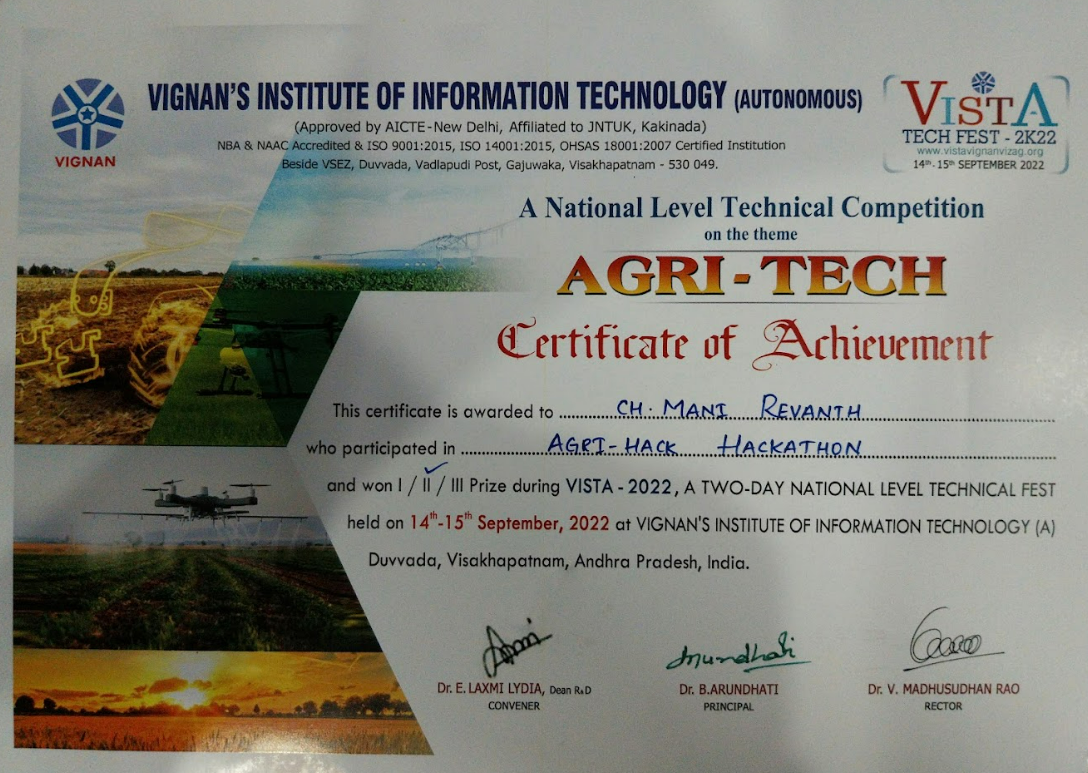 VIGNAN'S INSTITUTE OF INFORMATION TECHNOLOGY (AUTONOMOUS)
(Approved by AICTE-New Delhi, Affiliated to JNTUK, Kakinada)
NBA & NAAC Accredited & ISO 9001:2015, ISO 14001:2015, OHSAS 18001:2007 Certified Institution
Beside VSEZ, Duvvada, Vadlapudi Post, Gajuwaka, Visakhapatnam - 530 049.
VIGNAN
VISTA
TECH FEST - 2K22
www.vistavignanvizag.org
14th-15th SEPTEMBER 2022
A National Level Technical Competition
on the theme
AGRI-TECH
Certificate of Achievement
This certificate is awarded to CH. MANI REVANTH
who participated in AGRI-HACK HACKATHON
and won I / II / III Prize during VISTA - 2022, A TWO-DAY NATIONAL LEVEL TECHNICAL FEST
held on 14th-15th September, 2022 at VIGNAN'S INSTITUTE OF INFORMATION TECHNOLOGY (A)
Duvvada, Visakhapatnam, Andhra Pradesh, India.
Arundhati
Dr. E. LAXMI LYDIA, Dean R&D
CONVENER
Dr. B.ARUNDHATI
PRINCIPAL
Dr. V. MADHUSUDHAN RAO
RECTOR